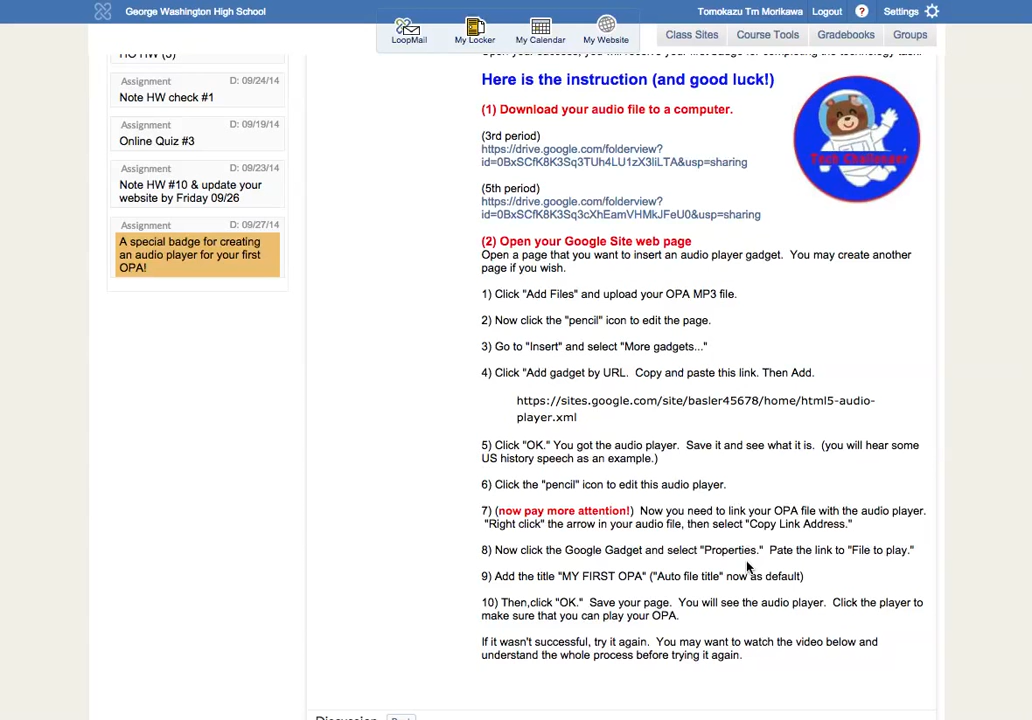 George Washington High School
Tomokazu Tm Morikawa Logout ? Settings
LoopMail My Locker My Calendar My Website
Class Sites Course Tools Gradebooks Groups
Assignment D: 09/24/14
Note HW check #1
Assignment D: 09/19/14
Online Quiz #3
Assignment D: 09/23/14
Note HW #10 & update your
website by Friday 09/26
Assignment D: 09/27/14
A special badge for creating
an audio player for your first
OPA!
Here is the instruction (and good luck!)
(1) Download your audio file to a computer.
(3rd period)
https://drive.google.com/folderview?
id=0BxSCfK8K3Sq3TUh4LU1zX3liLTA&usp=sharing
(5th period)
https://drive.google.com/folderview?
id=0BxSCfK8K3Sq3cXhEamVHMkJFeU0&usp=sharing
Tech Challenger
(2) Open your Google Site web page
Open a page that you want to insert an audio player gadget. You may create another
page if you wish.
1) Click "Add Files" and upload your OPA MP3 file.
2) Now click the "pencil" icon to edit the page.
3) Go to "Insert" and select "More gadgets..."
4) Click "Add gadget by URL. Copy and paste this link. Then Add.
https://sites.google.com/site/basler45678/home/html5-audio-
player.xml
5) Click "OK." You got the audio player. Save it and see what it is. (you will hear some
US history speech as an example.)
6) Click the "pencil" icon to edit this audio player.
7) (now pay more attention!) Now you need to link your OPA file with the audio player.
"Right click" the arrow in your audio file, then select "Copy Link Address."
8) Now click the Google Gadget and select "Properties." Pate the link to "File to play."
9) Add the title "MY FIRST OPA" ("Auto file title" now as default)
10) Then,click "OK." Save your page. You will see the audio player. Click the player to
make sure that you can play your OPA.
If it wasn't successful, try it again. You may want to watch the video below and
understand the whole process before trying it again.
Discussion